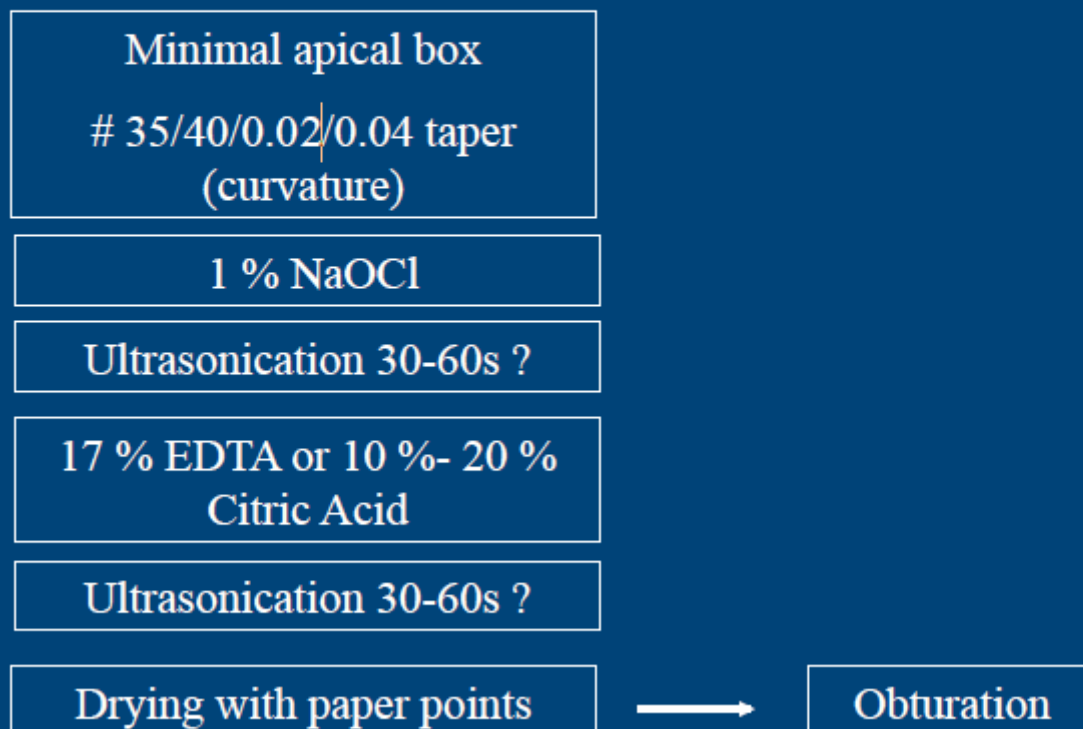 Minimal apical box
# 35/40/0.02/0.04 taper
(curvature)
1 % NaOCl
Ultrasonication 30-60s ?
17 % EDTA or 10 %- 20 %
Citric Acid
Ultrasonication 30-60s ?
Drying with paper points
Obturation